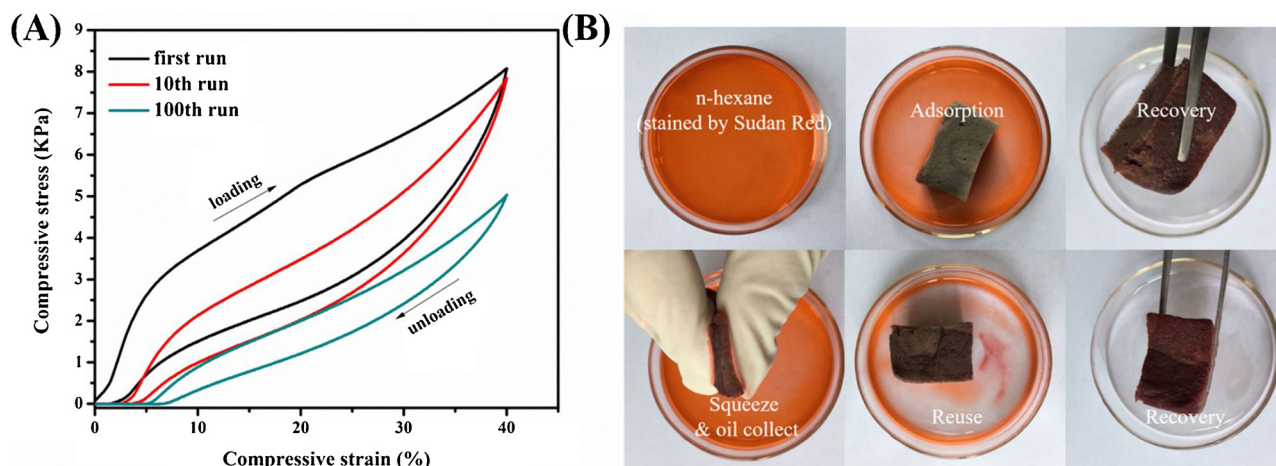 (A)
9
8
7
6
5
4
3
2
1
0
Compressive stress (KPa)
first run
10th run
100th run
loading
unloading
0
10
20
30
40
Compressive strain (%)
(B)
n-hexane
(stained by Sudan Red)
Adsorption
Recovery
Squeeze
& oil collect
Reuse
Recovery